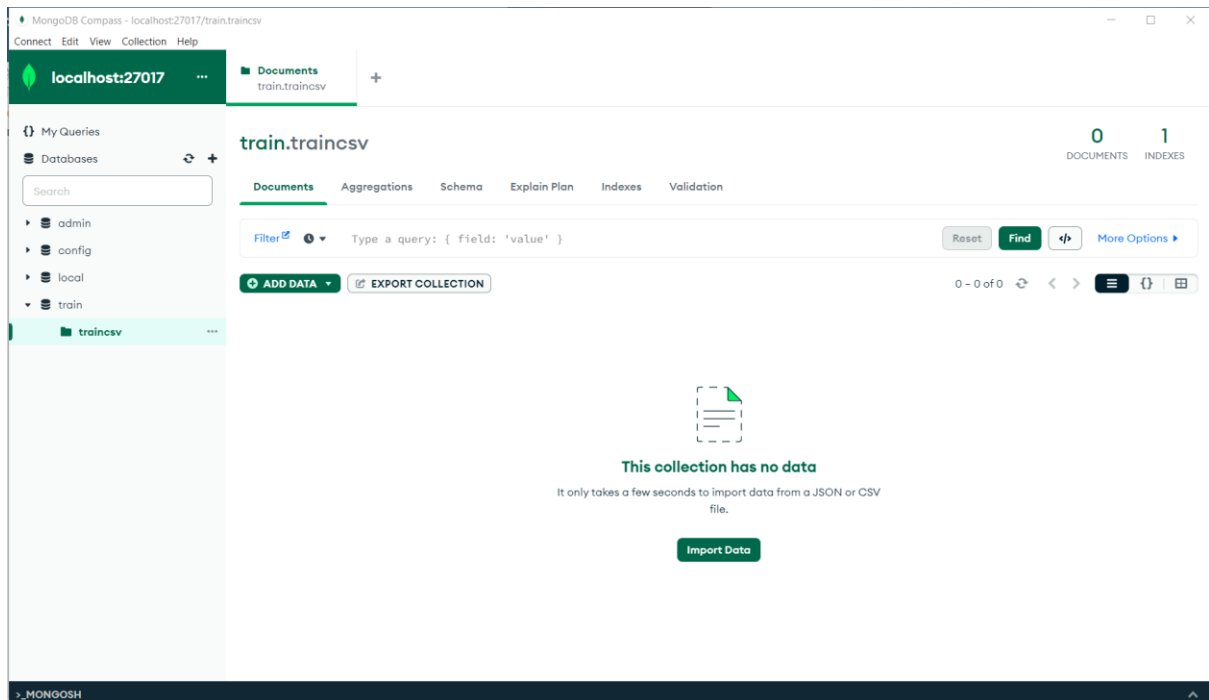 MongoDB Compass - localhost:27017/train.traincsv
Connect Edit View Collection Help
localhost:27017 ...
Documents
train.traincsv
+
{} My Queries
Databases
Search
admin
config
local
train
traincsv ...
train.traincsv
0
DOCUMENTS
1
INDEXES
Documents Aggregations Schema Explain Plan Indexes Validation
Filter Type a query: { field: 'value' } Reset Find </> More Options
ADD DATA EXPORT COLLECTION 0 – 0 of 0 < > {}
This collection has no data
It only takes a few seconds to import data from a JSON or CSV
file.
Import Data
>_MONGOSH